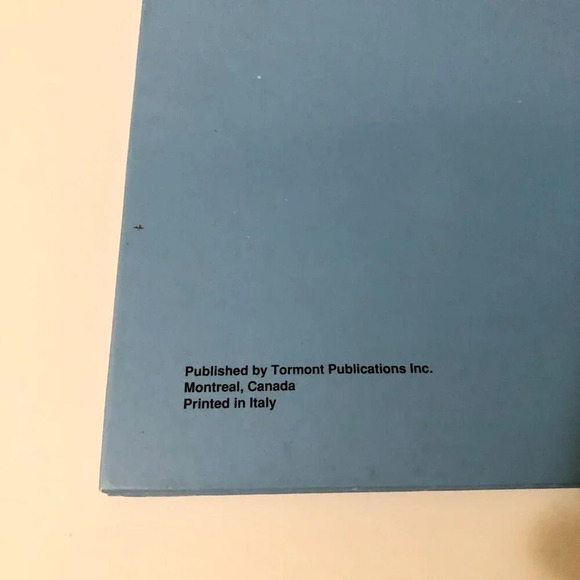 Published by Tormont Publications Inc.
Montreal, Canada
Printed in Italy